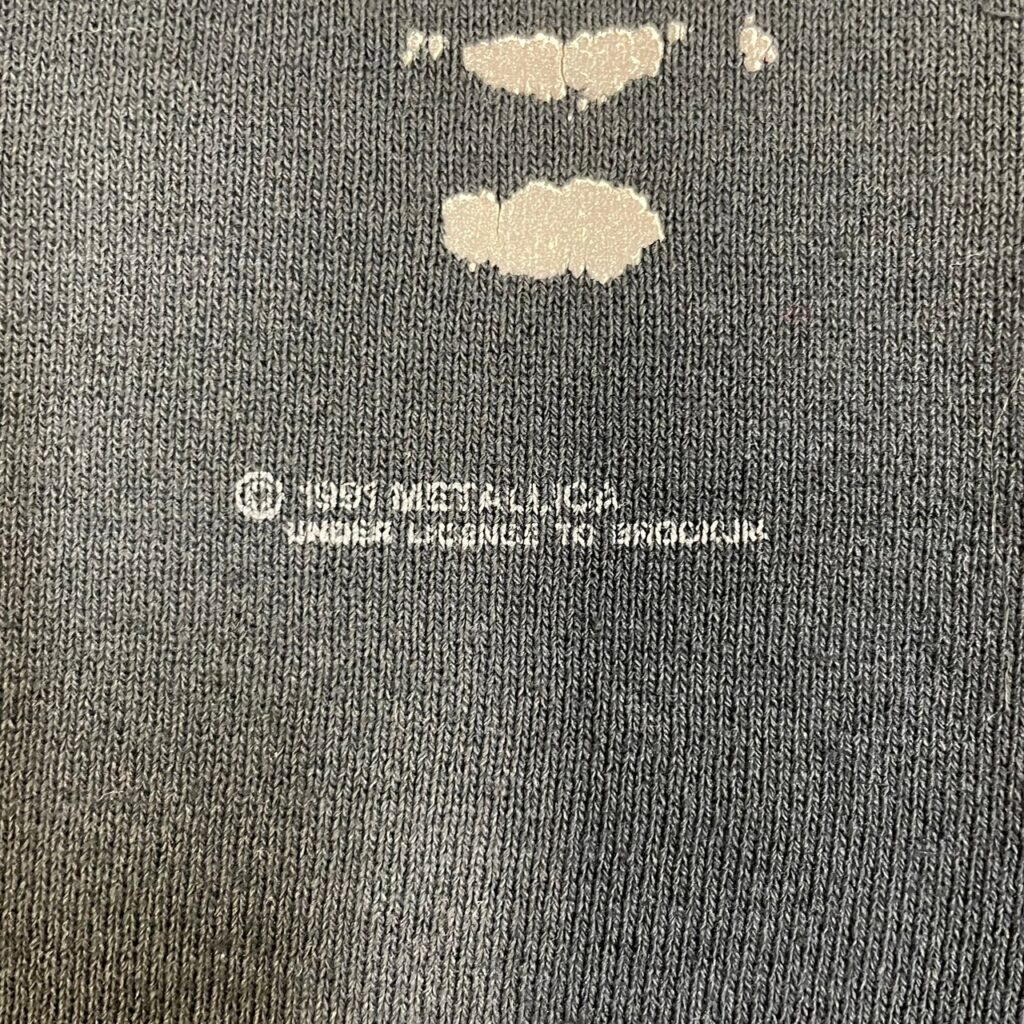 © 1991 METALLICA
UNDER LICENSE TO BROCKUM